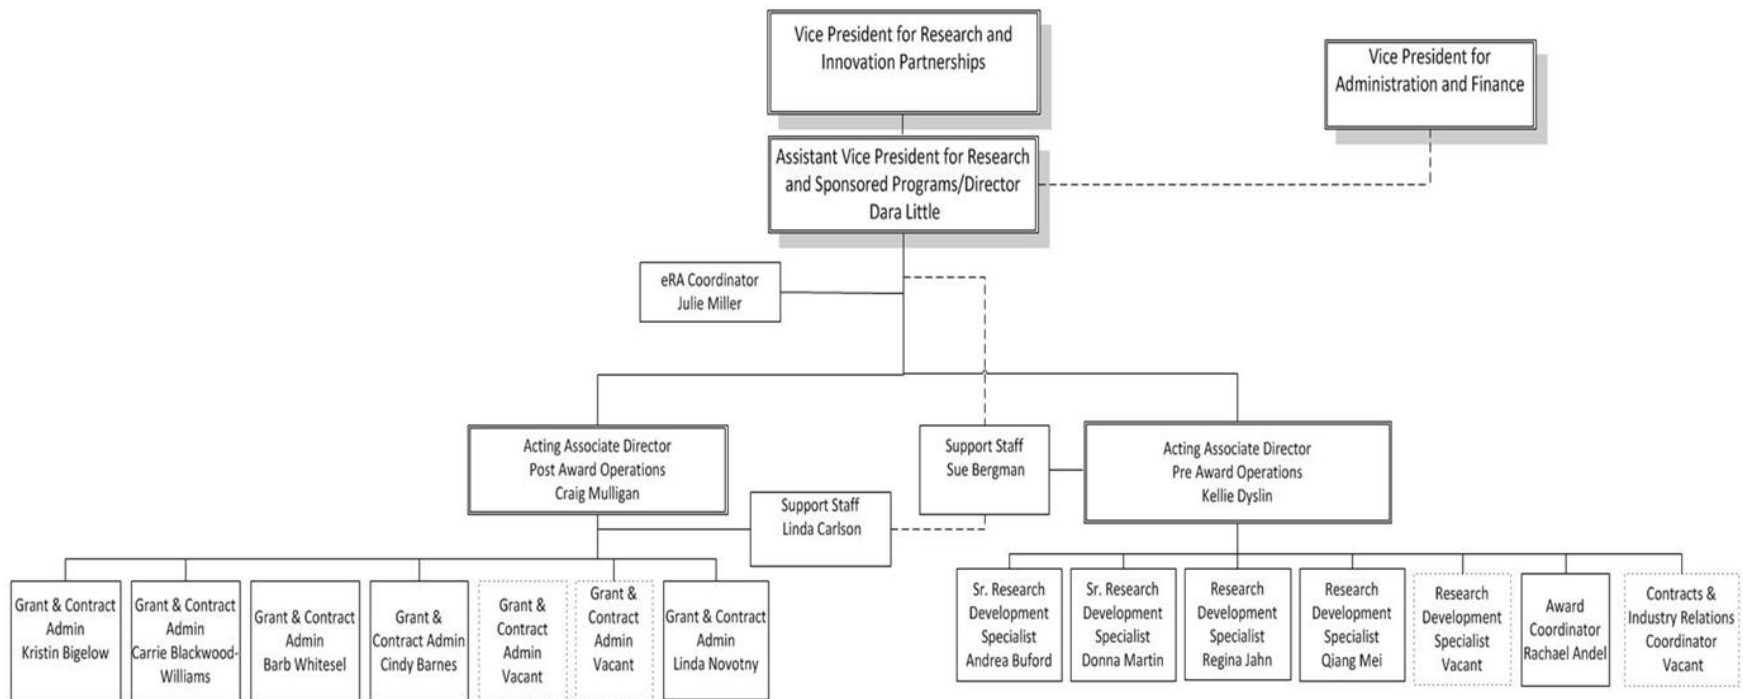 Vice President for Research and
Innovation Partnerships
Vice President for
Administration and Finance
Assistant Vice President for Research
and Sponsored Programs/Director
Dara Little
eRA Coordinator
Julie Miller
Acting Associate Director
Post Award Operations
Craig Mulligan
Support Staff
Sue Bergman
Acting Associate Director
Pre Award Operations
Kellie Dyslin
Support Staff
Linda Carlson
Grant & Contract
Admin
Kristin Bigelow
Grant & Contract
Admin
Carrie Blackwood-
Williams
Grant & Contract
Admin
Barb Whitesel
Grant &
Contract Admin
Cindy Barnes
Grant &
Contract
Admin
Vacant
Grant &
Contract
Admin
Vacant
Grant & Contract
Admin
Linda Novotny
Sr. Research
Development
Specialist
Andrea Buford
Sr. Research
Development
Specialist
Donna Martin
Research
Development
Specialist
Regina Jahn
Research
Development
Specialist
Qiang Mei
Research
Development
Specialist
Vacant
Award
Coordinator
Rachael Andel
Contracts &
Industry Relations
Coordinator
Vacant